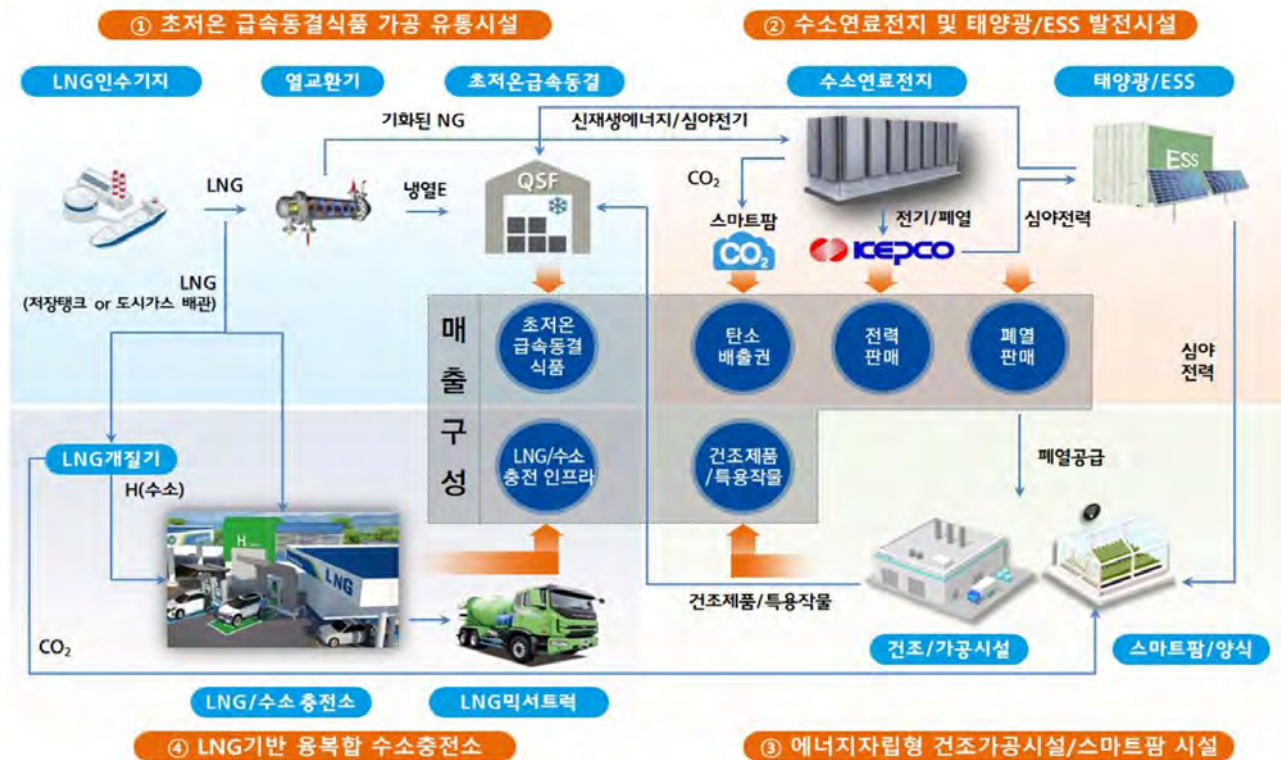 ① 초저온 급속동결식품 가공 유통시설
② 수소연료전지 및 태양광/ESS 발전시설
LNG인수기지
열교환기
초저온급속동결
수소연료전지
태양광/ESS
기화된 NG
신재생에너지/심야전기
LNG
냉열E
QSF
CO₂
ESS
스마트팜
CO₂
전기/폐열
KEPCO
심야전력
LNG
(저장탱크 or 도시가스 배관)
매출구성
초저온
급속동결
식품
탄소
배출권
전력
판매
폐열
판매
심야
전력
LNG/수소
충전 인프라
건조제품
/특용작물
LNG개질기
H(수소)
폐열공급
H
LNG
건조제품/특용작물
CO₂
건조/가공시설
스마트팜/양식
LNG/수소 충전소
LNG믹서트럭
④ LNG기반 융복합 수소충전소
③ 에너지자립형 건조가공시설/스마트팜 시설